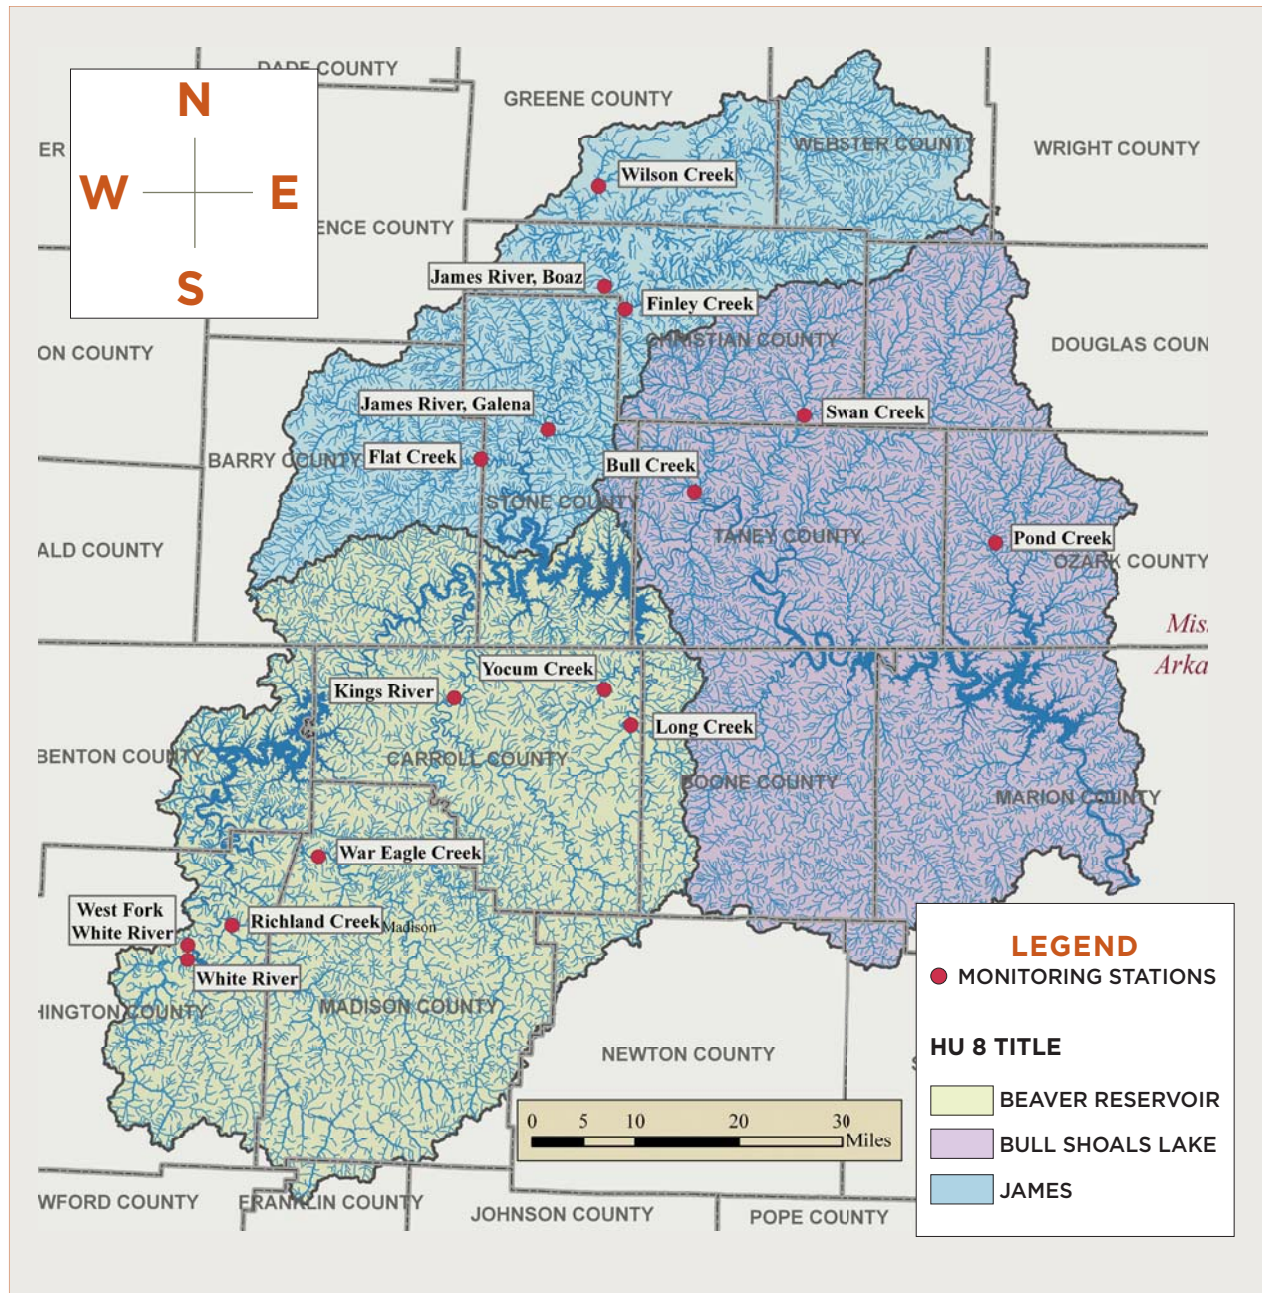 DADE COUNTY
GREENE COUNTY
N
W E
S
ER
WEBSTER COUNTY
WRIGHT COUNTY
Wilson Creek
ENCE COUNTY
James River, Boaz
Finley Creek
CHRISTIAN COUNTY
ON COUNTY
DOUGLAS COUN
James River, Galena
Swan Creek
BARRY COUNTY
Flat Creek
Bull Creek
STONE COUNTY
TANEY COUNTY
Pond Creek
ALD COUNTY
OZARK COUNTY
Mis
Arka
Yocum Creek
Kings River
Long Creek
BENTON COUNTY
CARROLL COUNTY
BOONE COUNTY
MARION COUNTY
War Eagle Creek
West Fork
White River
Richland Creek
Madison
White River
HINGTON COUNTY
MADISON COUNTY
NEWTON COUNTY
S
0 5 10 20 30
Miles
WFORD COUNTY
FRANKLIN COUNTY
JOHNSON COUNTY
POPE COUNTY
LEGEND
MONITORING STATIONS
HU 8 TITLE
BEAVER RESERVOIR
BULL SHOALS LAKE
JAMES